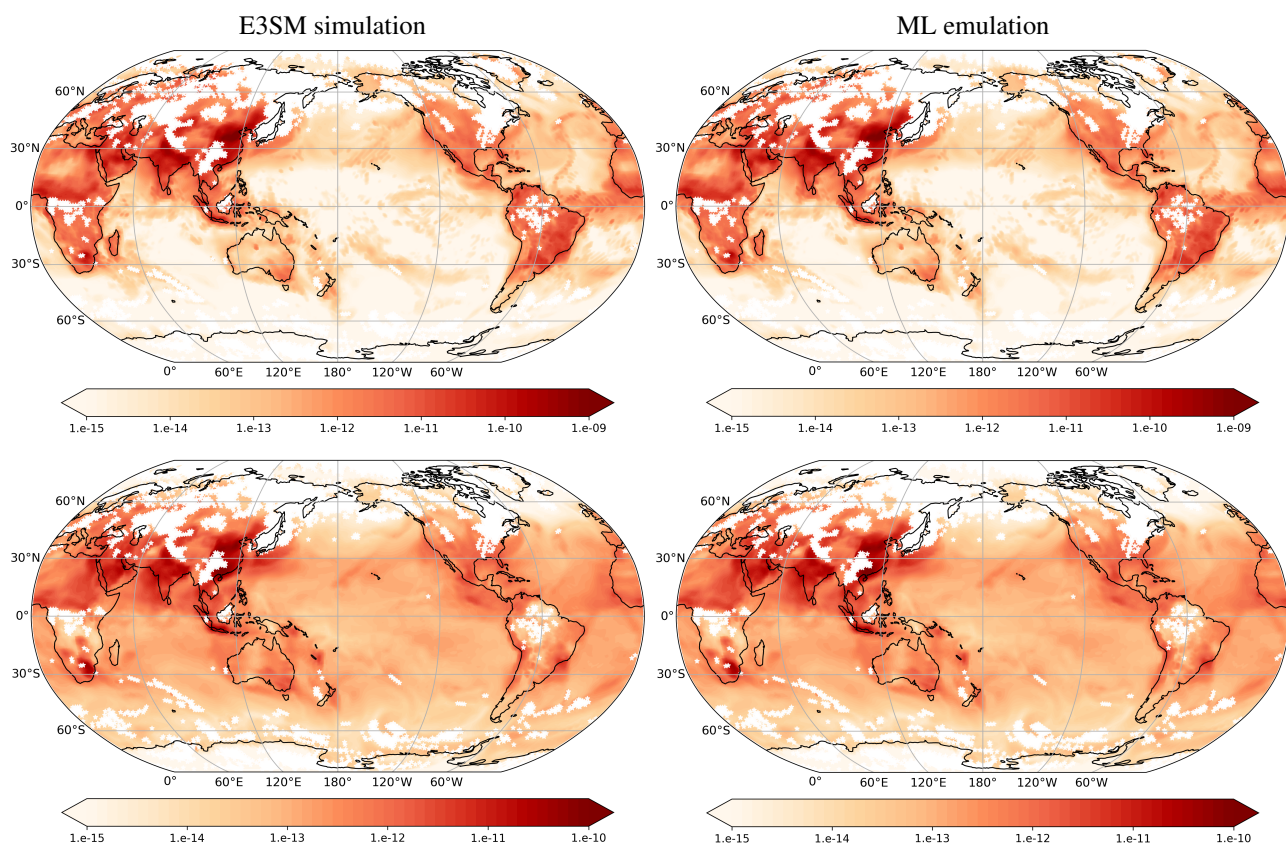 E3SM simulation ML emulation
60°N 60°N
30°N 30°N
0° 0°
30°S 30°S
60°S 60°S
0° 60°E 120°E 180° 120°W 60°W 0° 60°E 120°E 180° 120°W 60°W
1.e-15 1.e-14 1.e-13 1.e-12 1.e-11 1.e-10 1.e-09 1.e-15 1.e-14 1.e-13 1.e-12 1.e-11 1.e-10 1.e-09
60°N 60°N
30°N 30°N
0° 0°
30°S 30°S
60°S 60°S
0° 60°E 120°E 180° 120°W 60°W 0° 60°E 120°E 180° 120°W 60°W
1.e-15 1.e-14 1.e-13 1.e-12 1.e-11 1.e-10 1.e-15 1.e-14 1.e-13 1.e-12 1.e-11 1.e-10